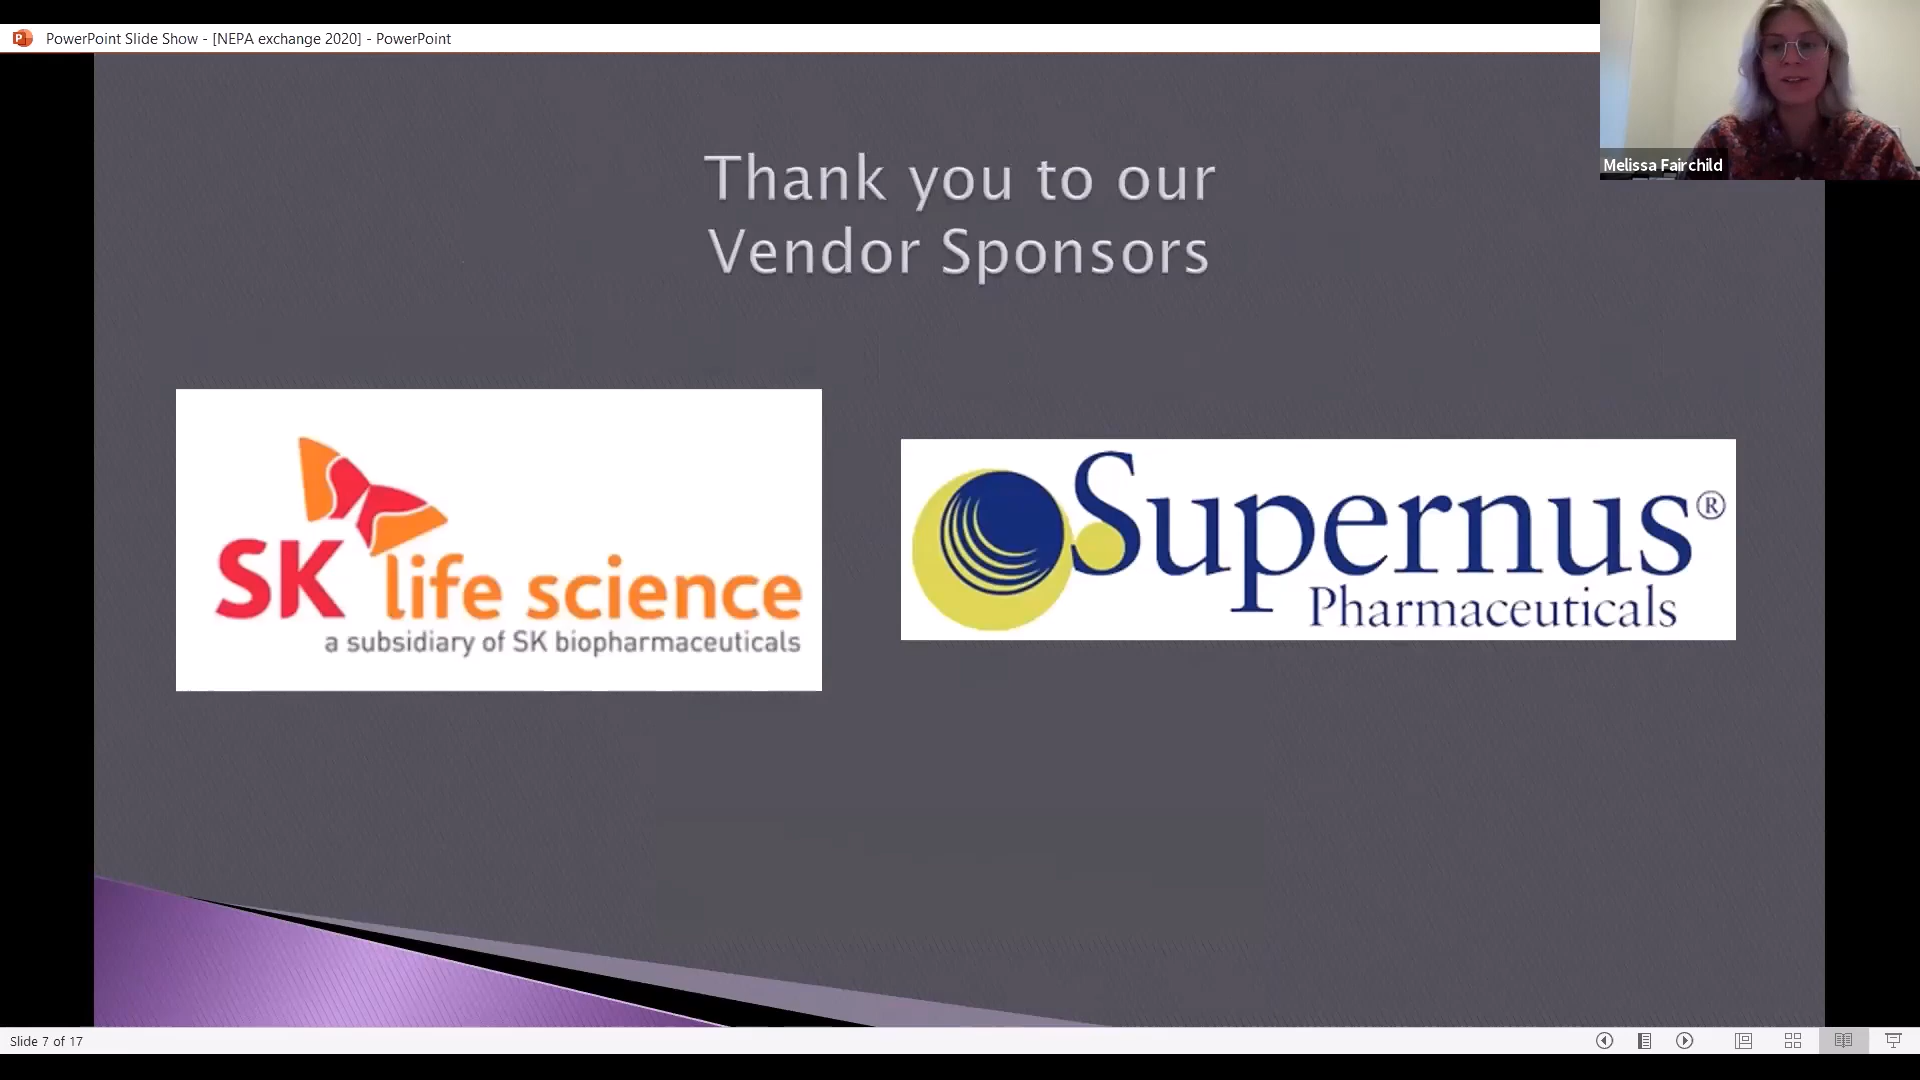 PowerPoint Slide Show - [NEPA exchange 2020] - PowerPoint
Melissa Fairchild
Thank you to our
Vendor Sponsors
SK life science
a subsidiary of SK biopharmaceuticals
Supernus®
Pharmaceuticals
Slide 7 of 17